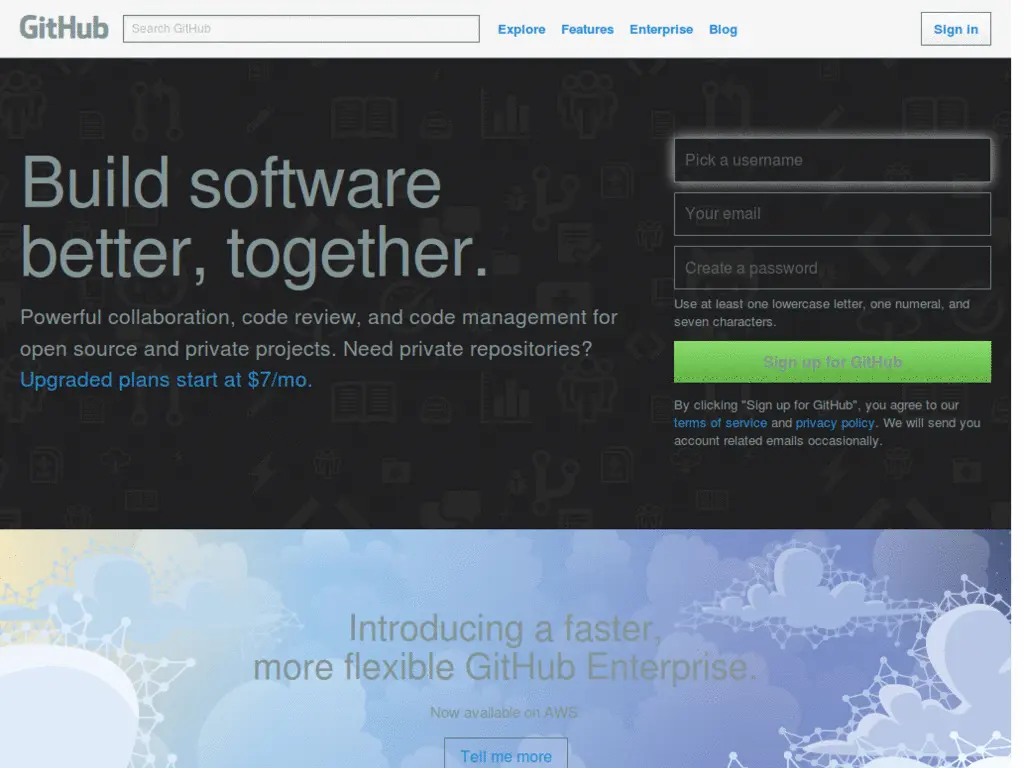 GitHub
Search GitHub
Explore
Features
Enterprise
Blog
Sign in
Build software
better, together.
Powerful collaboration, code review, and code management for
open source and private projects. Need private repositories?
Upgraded plans start at $7/mo.
Pick a username
Your email
Create a password
Use at least one lowercase letter, one numeral, and
seven characters.
Sign up for GitHub
By clicking "Sign up for GitHub", you agree to our
terms of service and privacy policy. We will send you
account related emails occasionally.
Introducing a faster,
more flexible GitHub Enterprise.
Now available on AWS
Tell me more